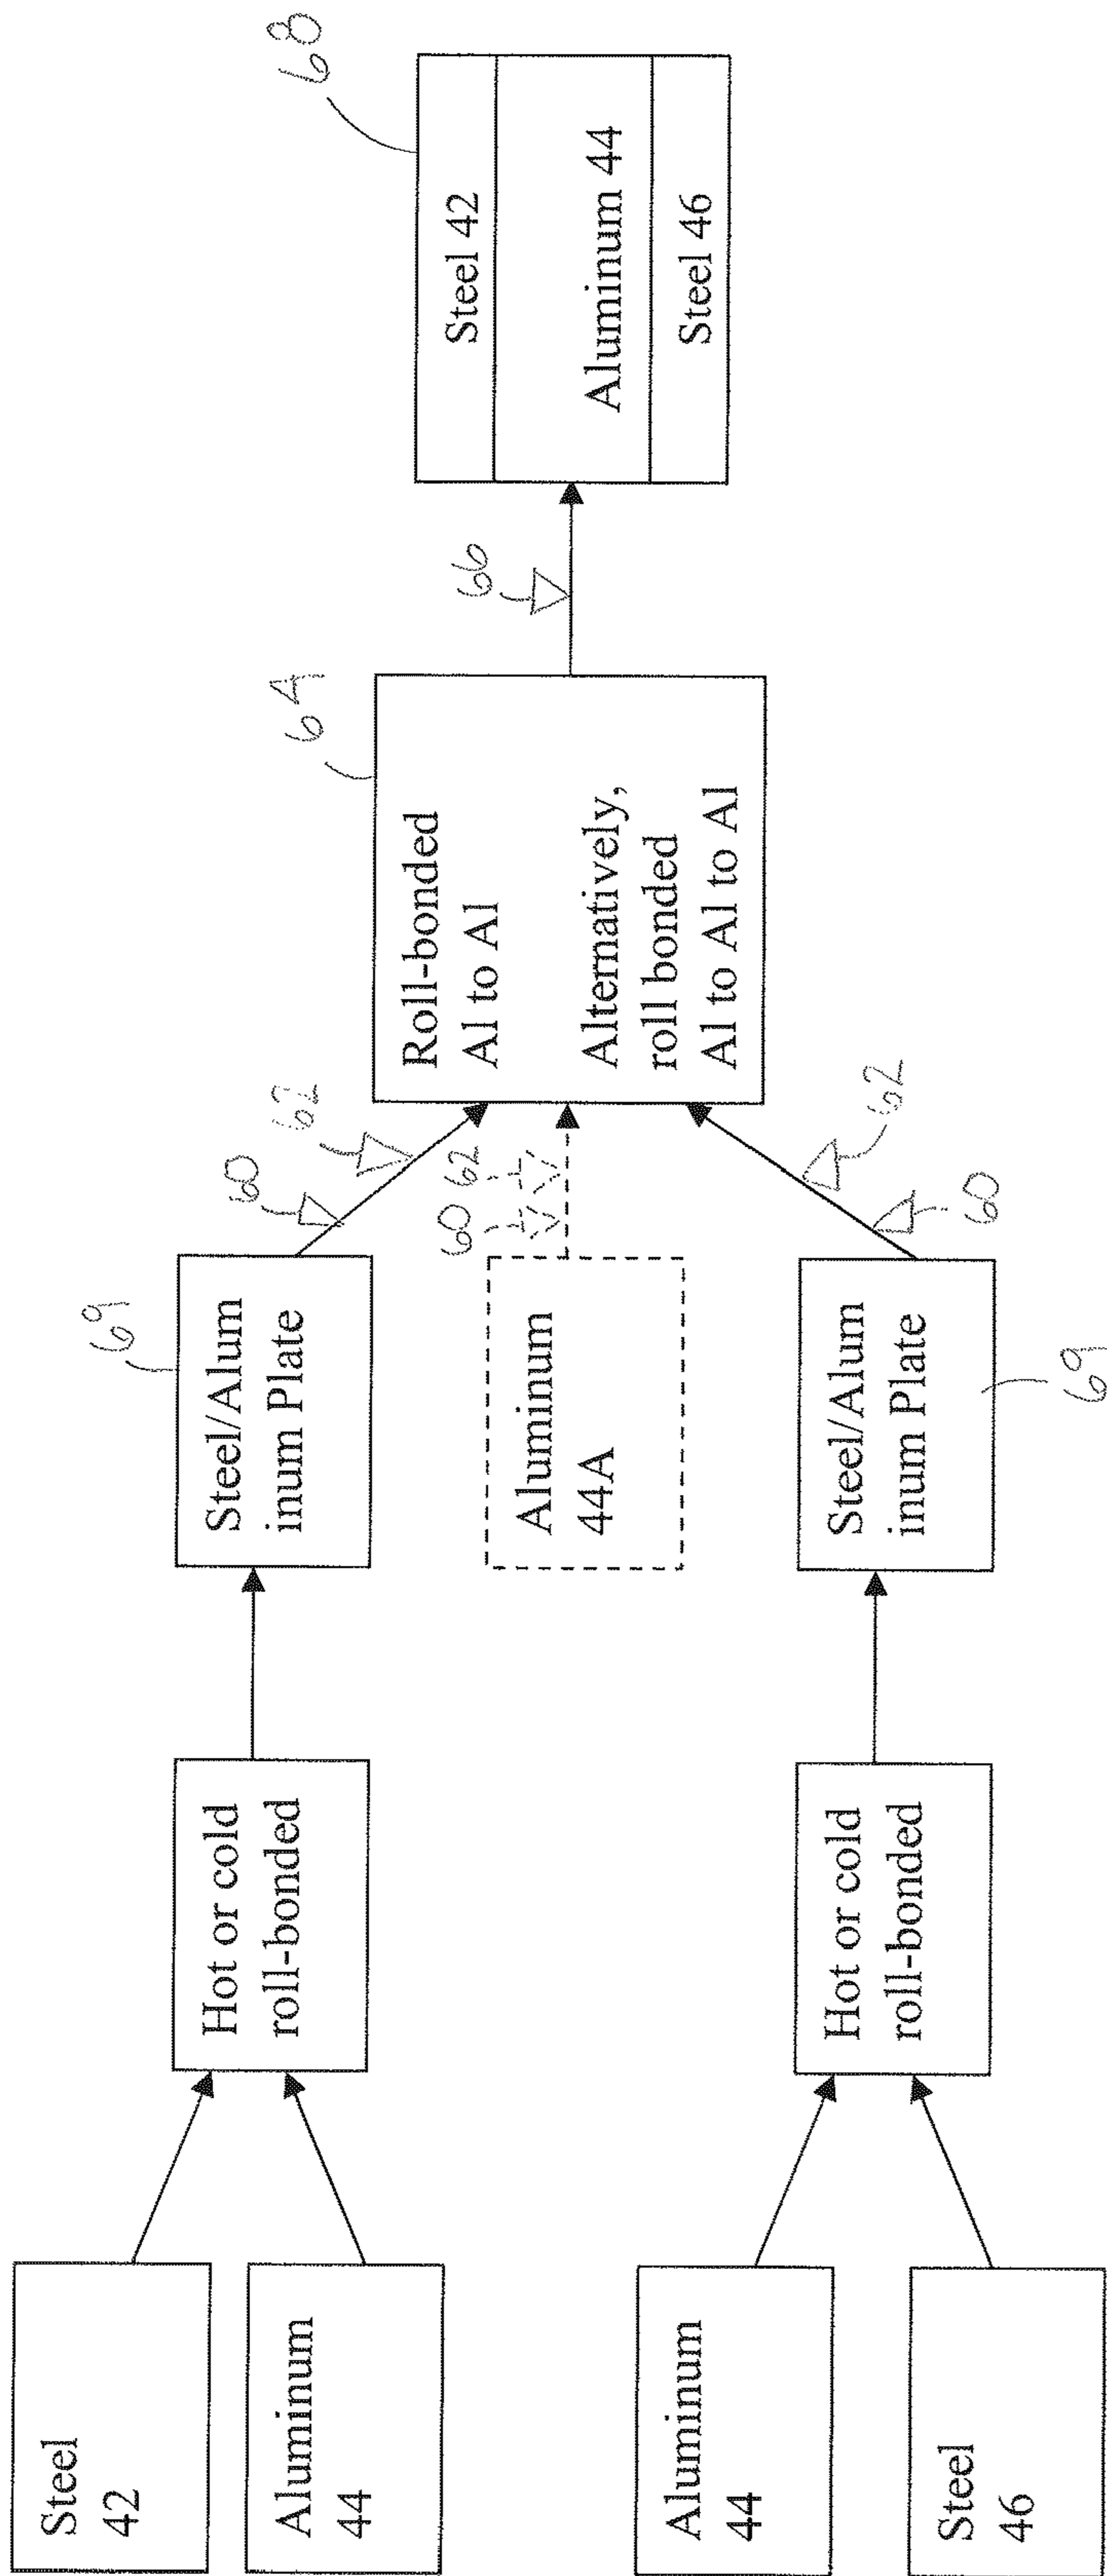 Steel
42
Aluminum
44
Aluminum
44
Steel
46
Hot or cold
roll-bonded
Hot or cold
roll-bonded
69
Steel/Alum
inum Plate
Aluminum
44A
Steel/Alum
inum Plate
69
60
62
60
62
60
62
64
Roll-bonded
Al to Al
Alternatively,
roll bonded
Al to Al to Al
66
68
Steel 42
Aluminum 44
Steel 46